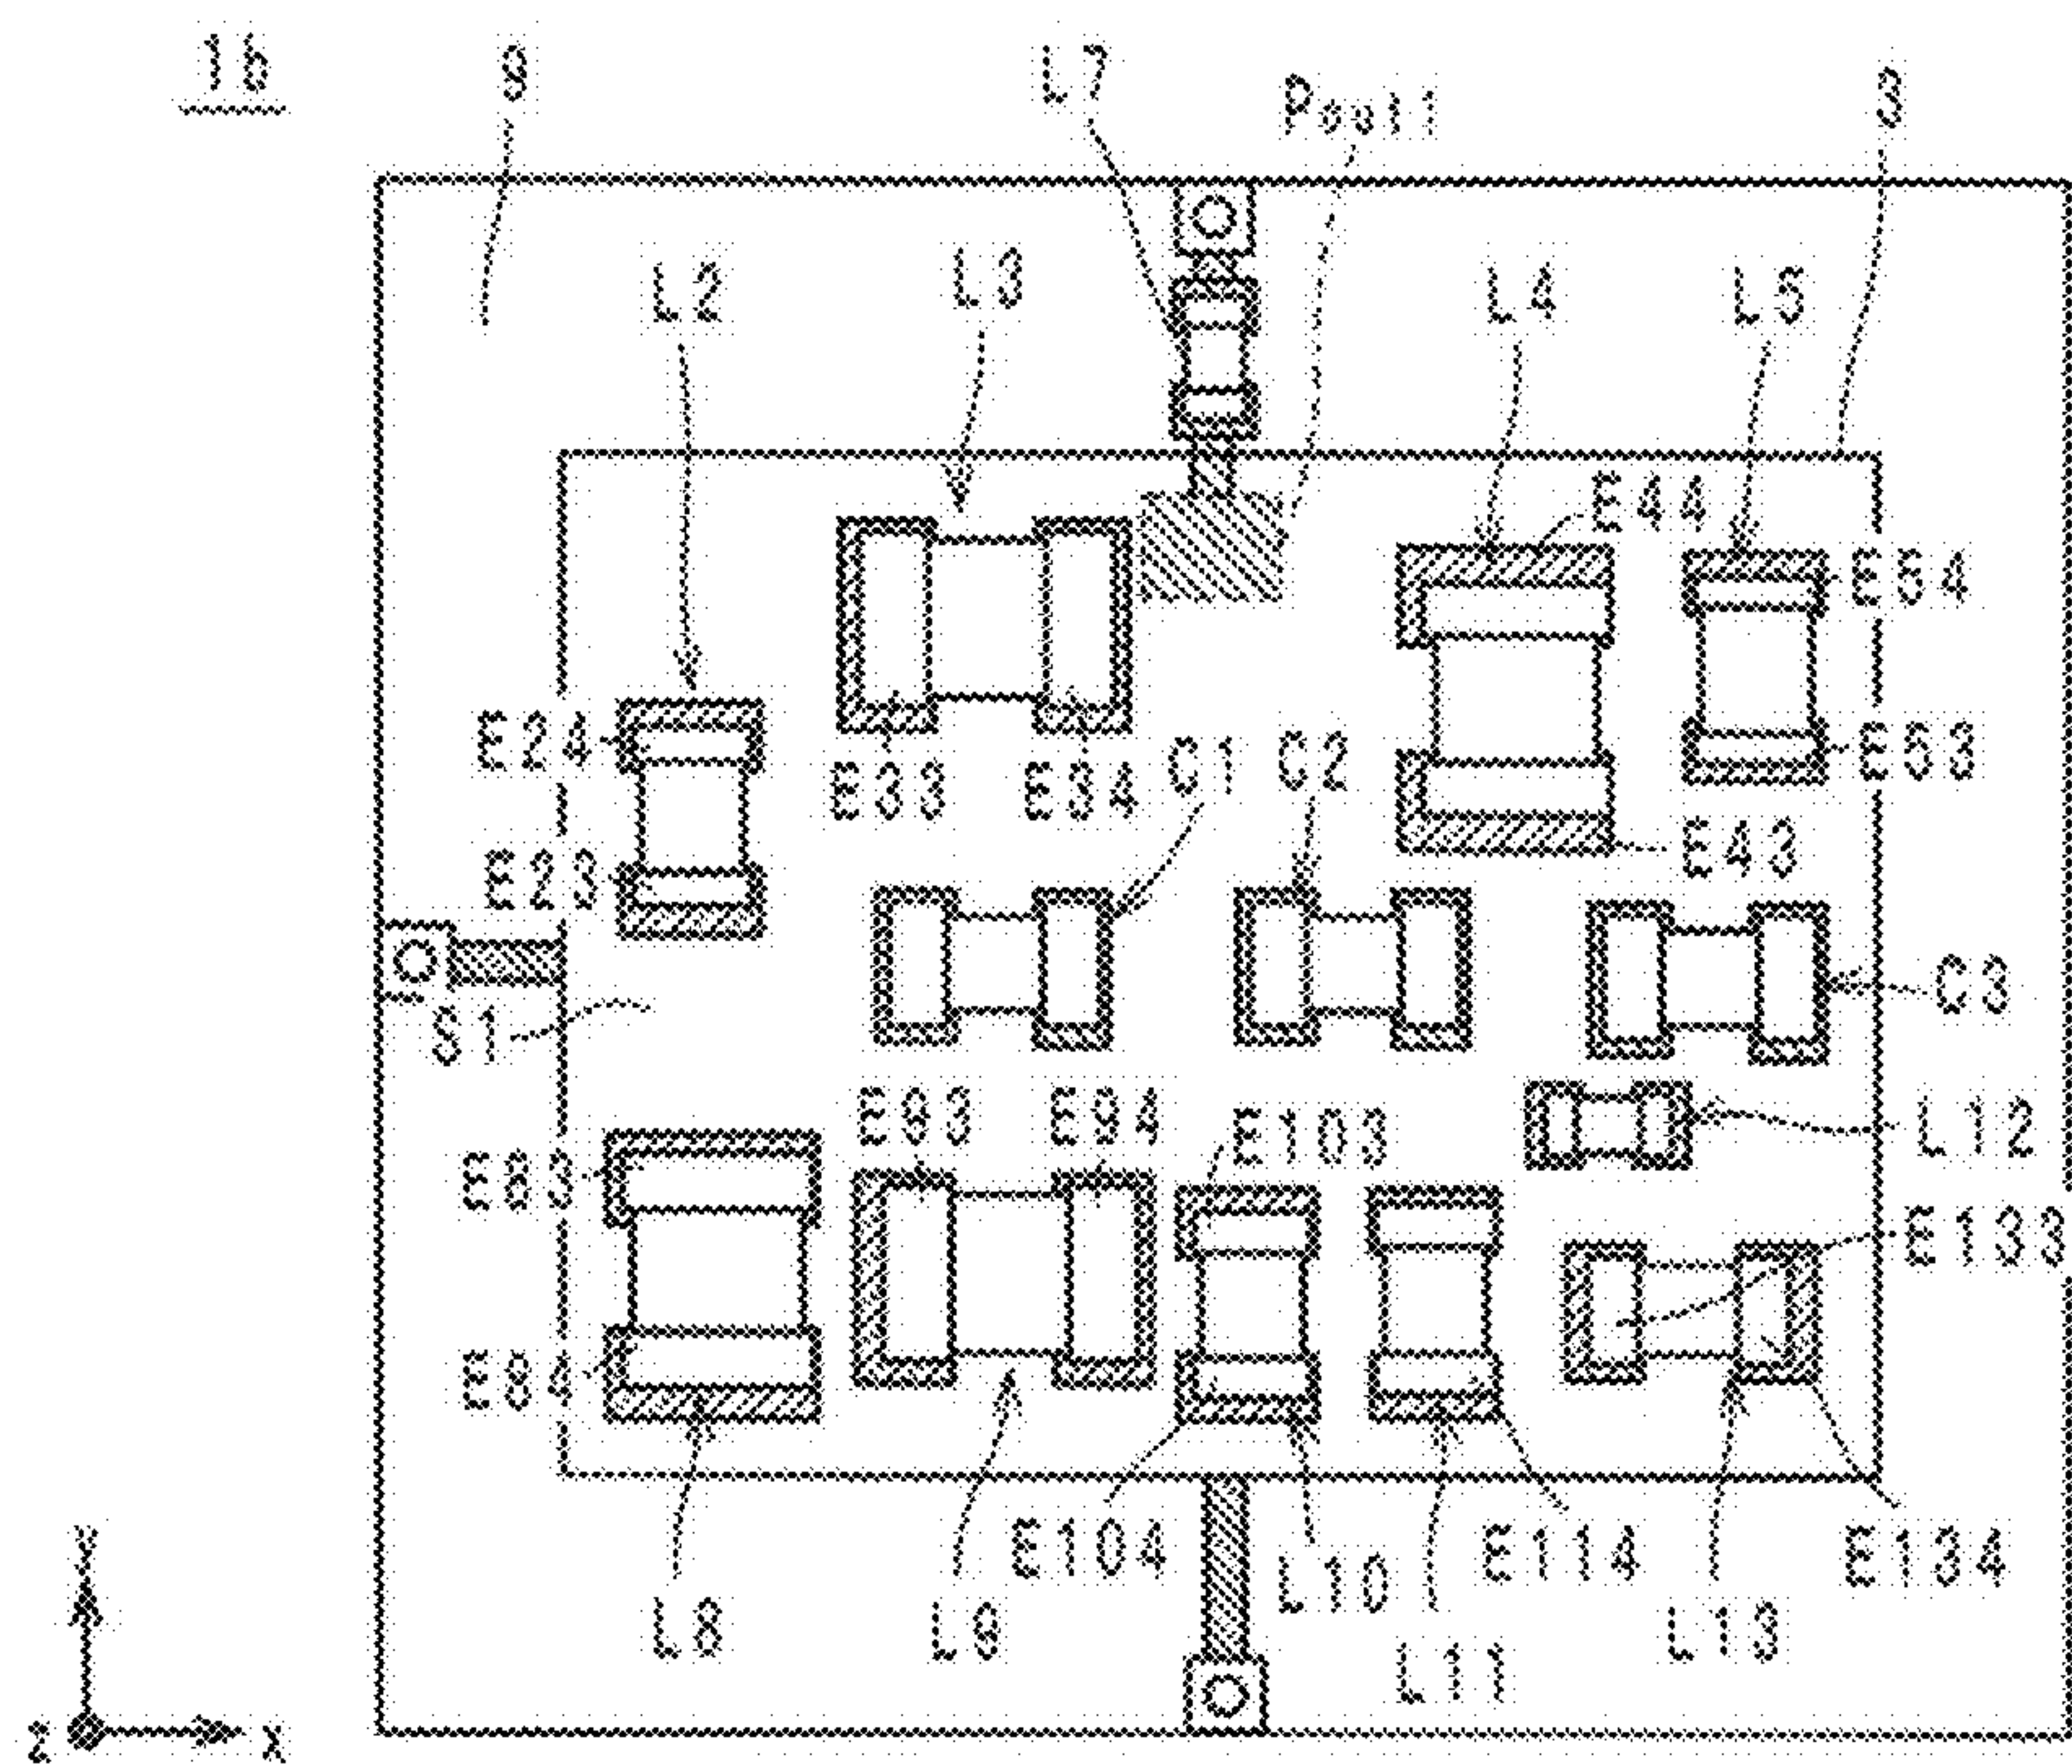 1b 9 L7 Pout1 3
L2 L3 L4 L5
E44
E54
E24 E33 E34 C1 C2 E53
E23 E43
C3
S1
E93 E94 E103 L12
E83
E133
E84
E104 L10 E114 E134
L8 L9 L11 L13
Y
Z X